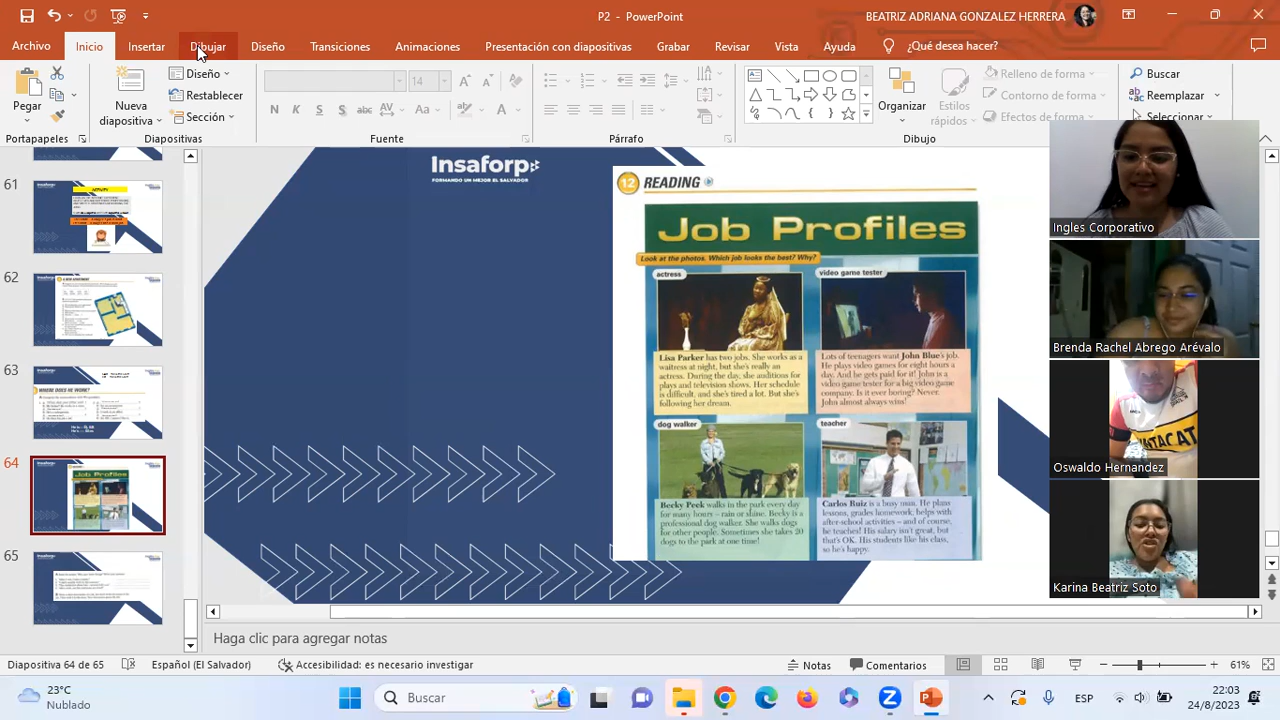 P2 - PowerPoint
BEATRIZ ADRIANA GONZALEZ HERRERA
Archivo Inicio Insertar Dibujar Diseño Transiciones Animaciones Presentación con diapositivas Grabar Revisar Vista Ayuda ¿Qué desea hacer?
Pegar
Nueva
diapositiva
Diseño
Restablecer
Sección
14
N K S S abc AV Aa A
Organizar
Estilos
rápidos
Relleno de forma
Contorno de forma
Efectos de forma
Buscar
Reemplazar
Seleccionar
Portapapeles Diapositivas Fuente Párrafo Dibujo
61
62
63
64
65
Insaforp
FORMANDO UN MEJOR EL SALVADOR
12 READING
Job Profiles
Look at the photos. Which job looks the best? Why?
actress
Lisa Parker has two jobs. She works as a
waitress at night, but she's really an
actress. During the day, she auditions for
plays and television shows. Her schedule
is difficult, and she's tired a lot. But she's
following her dream.
video game tester
Lots of teenagers want John Blue's job.
He plays video games for eight hours a
day. And he gets paid for it! John is a
video game tester for a big video game
company. Is it ever boring? Never.
John almost always wins!
dog walker
Becky Peck walks in the park every day
for many hours – rain or shine. Becky is a
professional dog walker. She walks dogs
for other people. Sometimes she takes 20
dogs to the park at one time!
teacher
Carlos Ruiz is a busy man. He plans
lessons, grades homework, helps with
after-school activities – and of course,
he teaches! His salary isn't great, but
that's OK. His students like his class,
so he's happy.
Ingles Corporativo
Brenda Rachel Abrego Arévalo
Oswaldo Hernandez
Karina Beatriz Soto
Haga clic para agregar notas
Diapositiva 64 de 65 Español (El Salvador) Accesibilidad: es necesario investigar Notas Comentarios 61%
23°C
Nublado
Buscar
ESP
22:03
24/8/2023